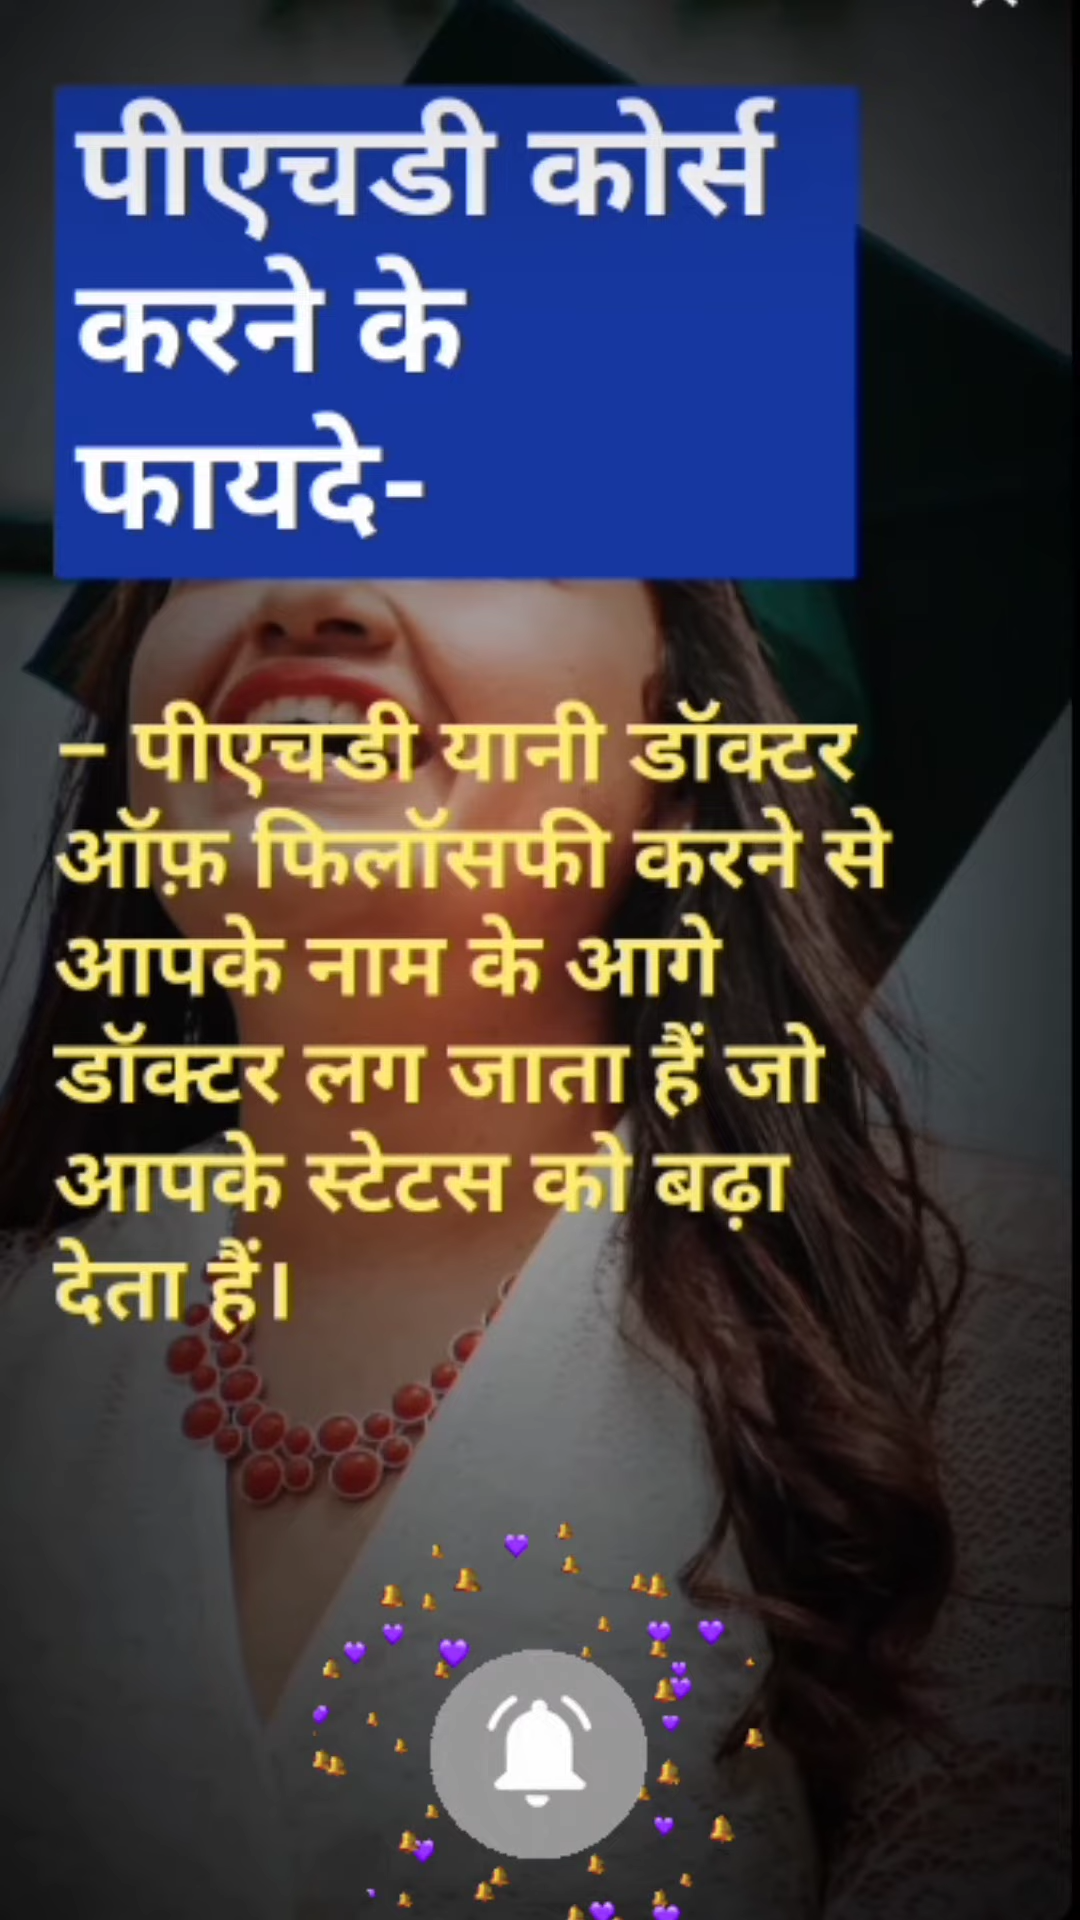 पीएचडी कोर्स
करने के
फायदे-
– पीएचडी यानी डॉक्टर
ऑफ़ फिलॉसफी करने से
आपके नाम के आगे
डॉक्टर लग जाता हैं जो
आपके स्टेटस को बढ़ा
देता हैं।